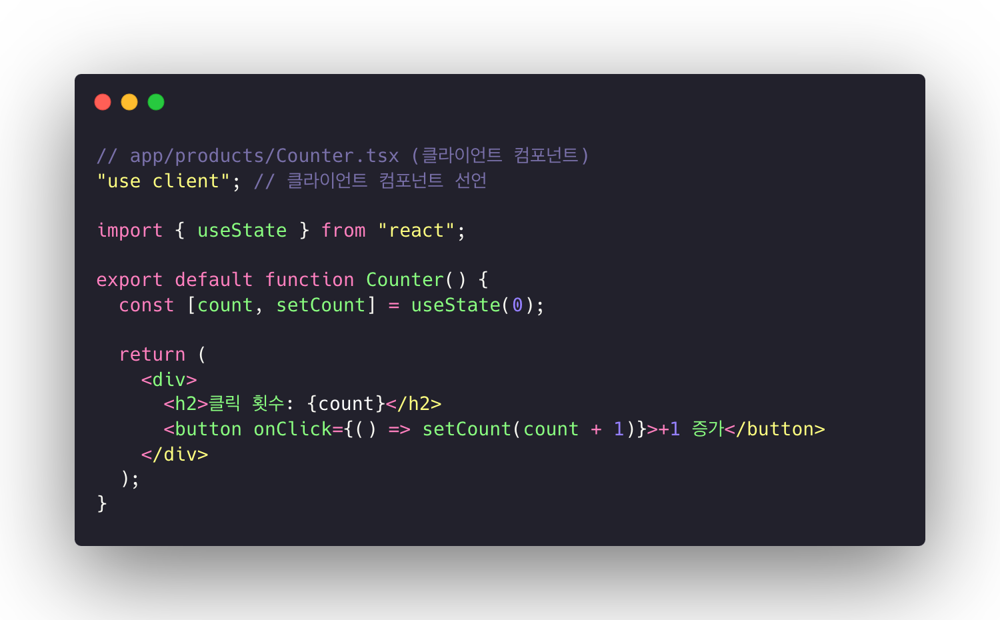 // app/products/Counter.tsx (클라이언트 컴포넌트)
"use client"; // 클라이언트 컴포넌트 선언

import { useState } from "react";

export default function Counter() {
  const [count, setCount] = useState(0);

  return (
    <div>
      <h2>클릭 횟수: {count}</h2>
      <button onClick={() => setCount(count + 1)}>+1 증가</button>
    </div>
  );
}